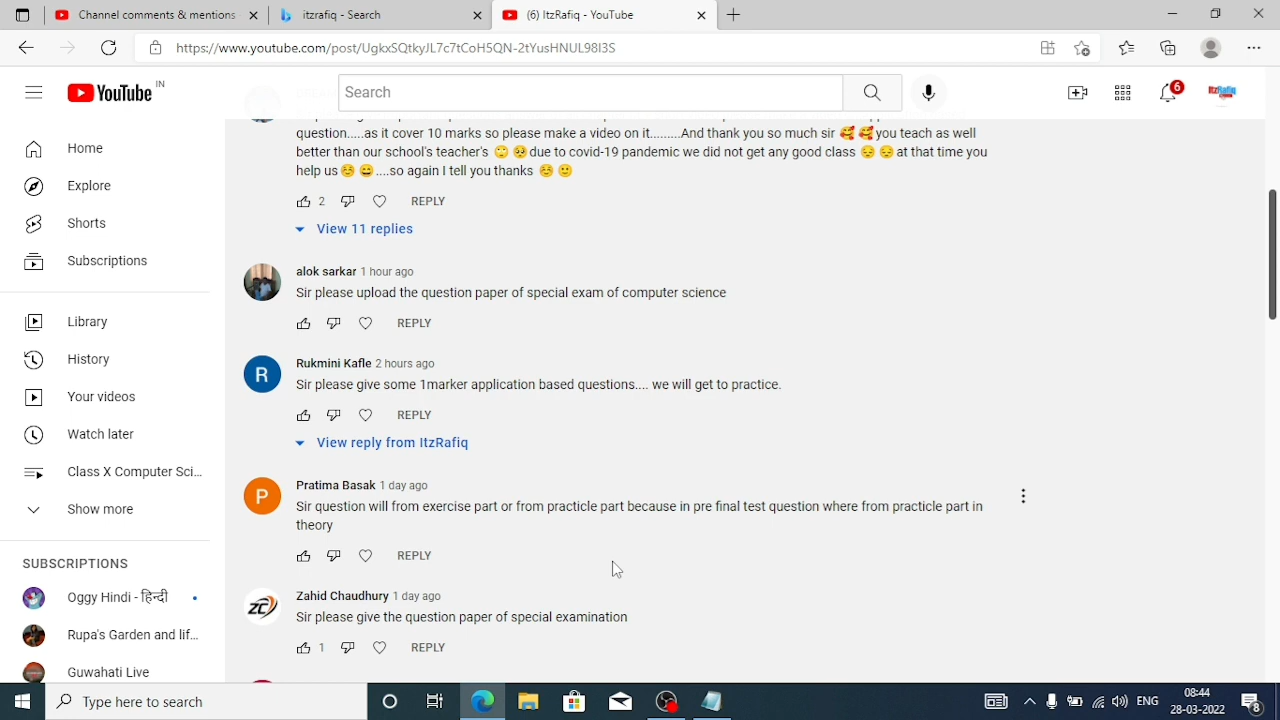 Channel comments & mentions
itzrafiq - Search
(6) ItzRafiq - YouTube
https://www.youtube.com/post/UgkxSQtkyJL7c7tCoH5QN-2tYusHNUL98I3S
YouTube IN
Search
6
ItzRafiq
Home
Explore
Shorts
Subscriptions
Library
History
Your videos
Watch later
Class X Computer Sci...
Show more
SUBSCRIPTIONS
Oggy Hindi - हिन्दी
Rupa's Garden and lif...
Guwahati Live
question.....as it cover 10 marks so please make a video on it.........And thank you so much sir 🥰 🥰 you teach as well
better than our school's teacher's 🙄 🥺 due to covid-19 pandemic we did not get any good class 😔 😔 at that time you
help us ☺️ 😄 ....so again I tell you thanks ☺️ 🙂
2 REPLY
View 11 replies
alok sarkar 1 hour ago
Sir please upload the question paper of special exam of computer science
REPLY
R
Rukmini Kafle 2 hours ago
Sir please give some 1marker application based questions.... we will get to practice.
REPLY
View reply from ItzRafiq
P
Pratima Basak 1 day ago
Sir question will from exercise part or from practicle part because in pre final test question where from practicle part in
theory
REPLY
ZC
Zahid Chaudhury 1 day ago
Sir please give the question paper of special examination
1 REPLY
Type here to search
ENG
08:44
28-03-2022
8